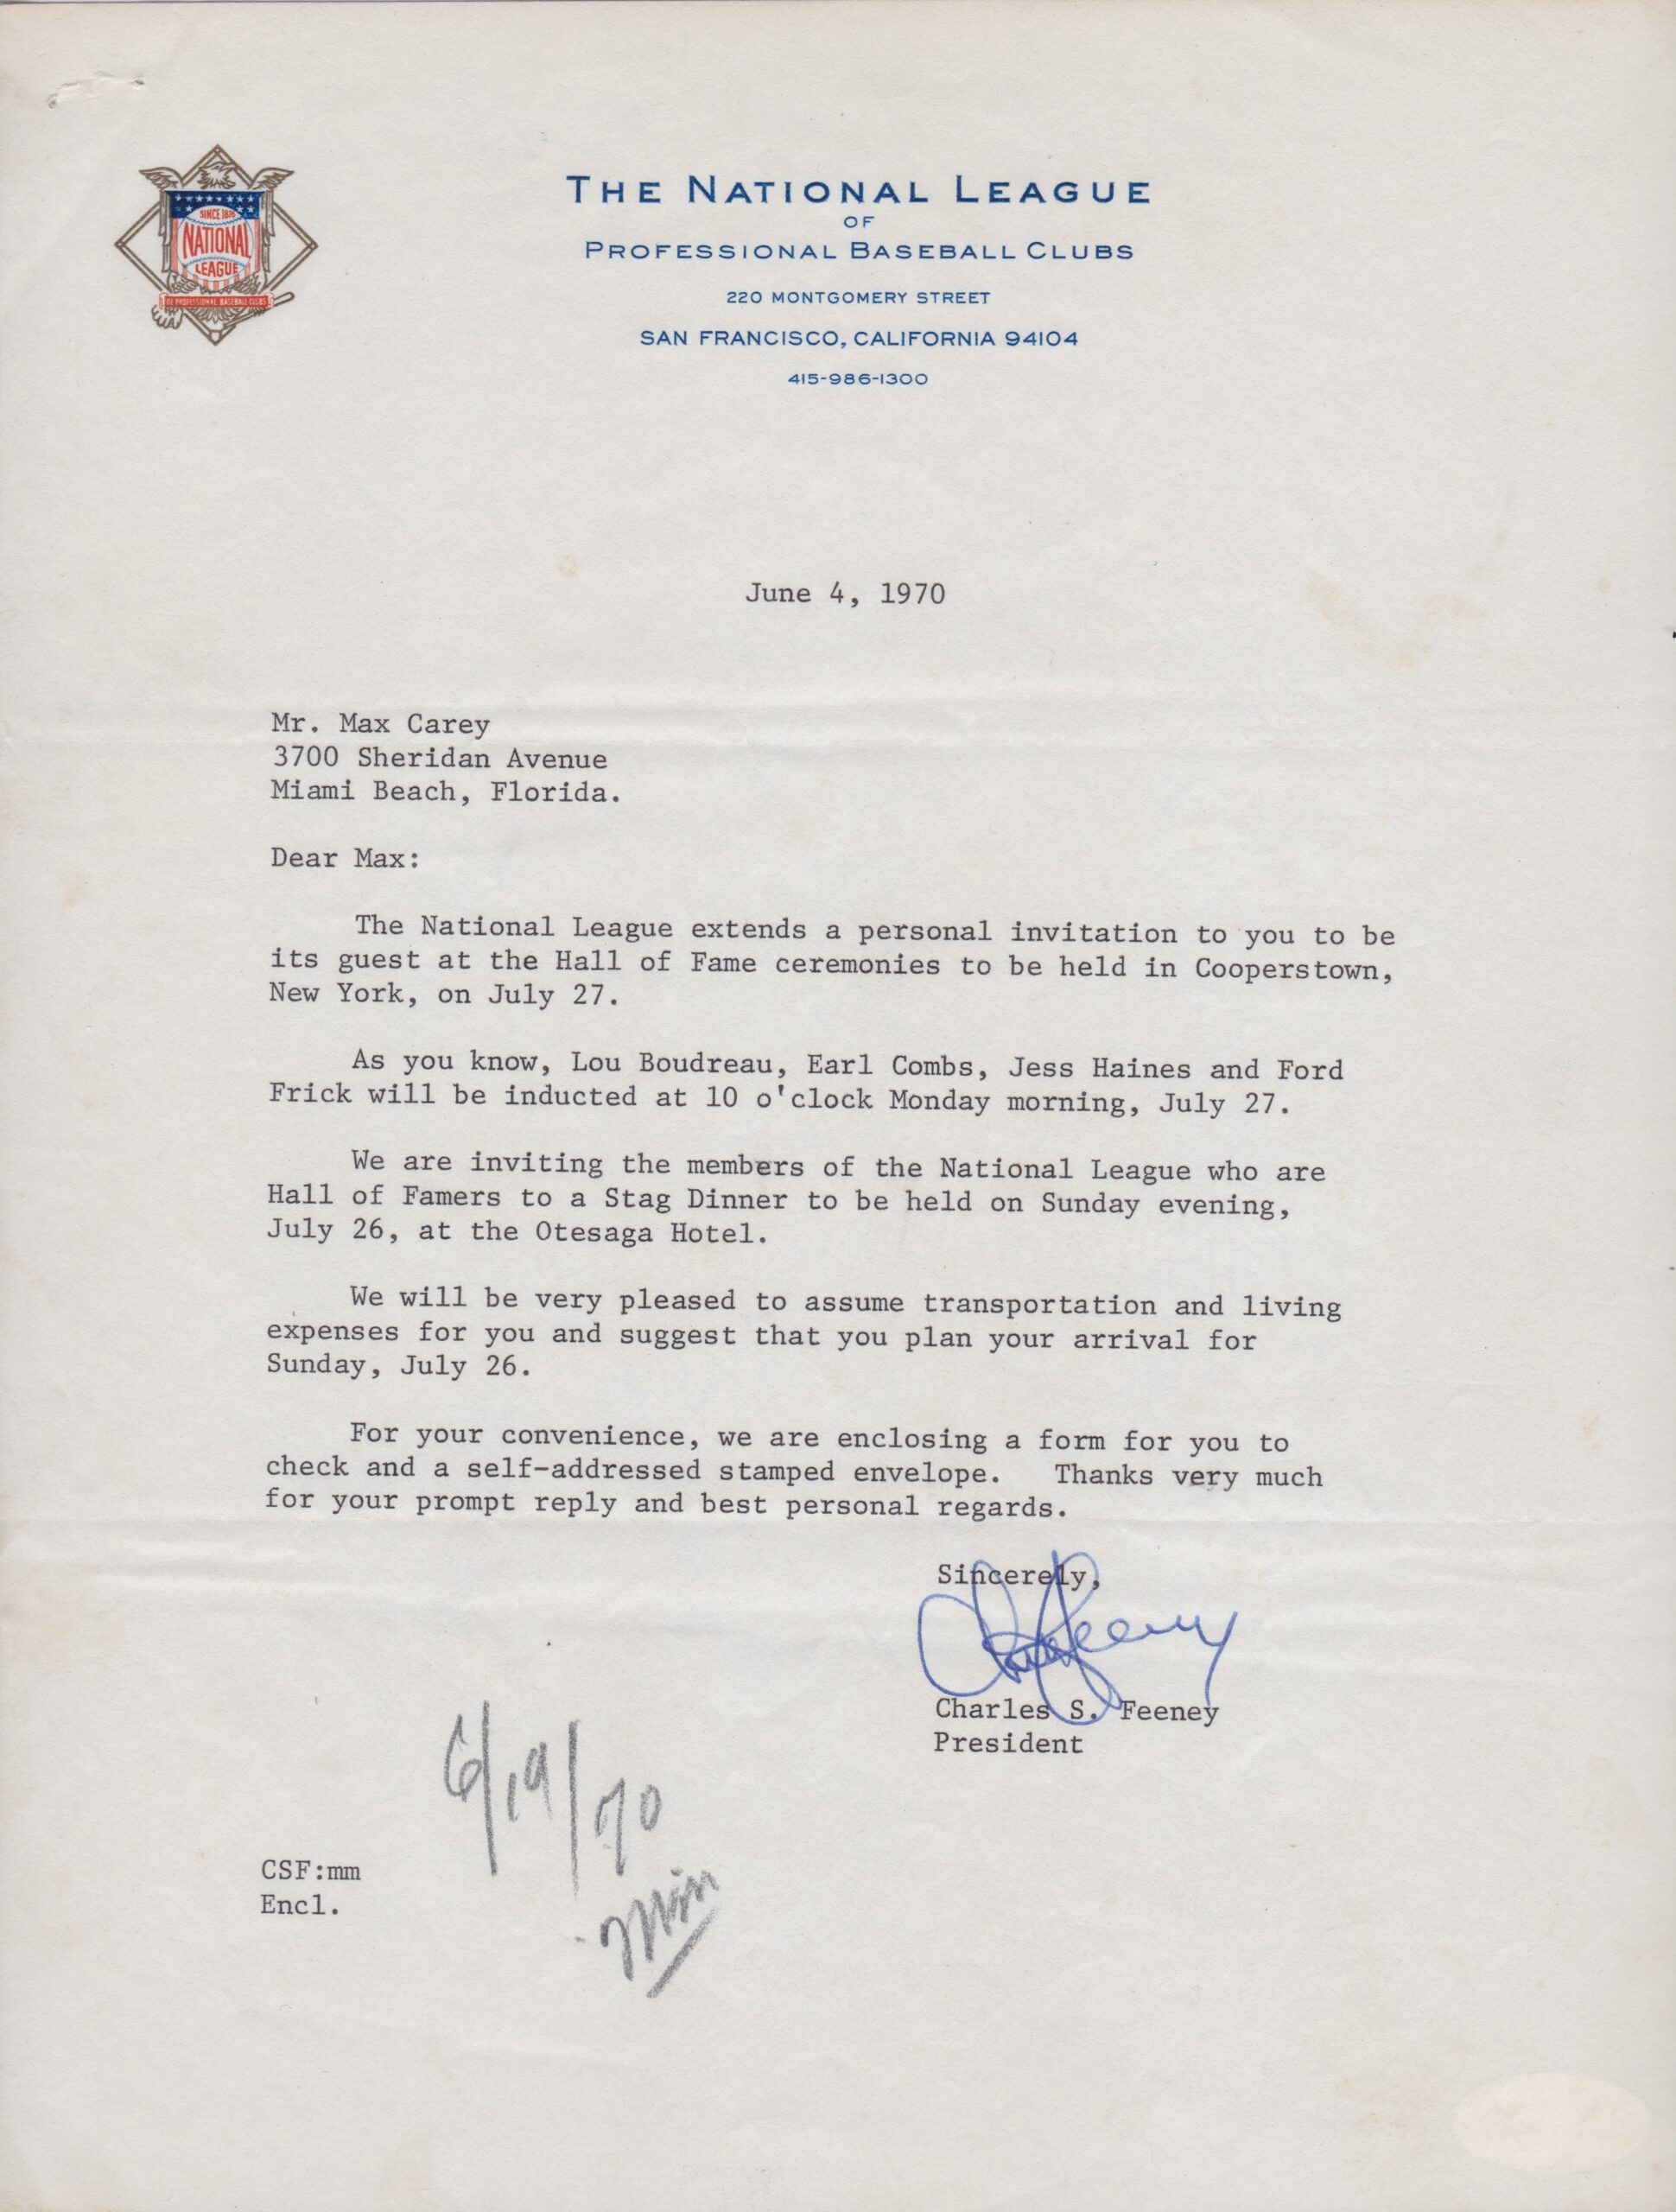 SINCE 1876
NATIONAL
LEAGUE
OF PROFESSIONAL BASEBALL CLUBS
THE NATIONAL LEAGUE
OF
PROFESSIONAL BASEBALL CLUBS
220 MONTGOMERY STREET
SAN FRANCISCO, CALIFORNIA 94104
415-986-1300
June 4, 1970
Mr. Max Carey
3700 Sheridan Avenue
Miami Beach, Florida.
Dear Max:
The National League extends a personal invitation to you to be
its guest at the Hall of Fame ceremonies to be held in Cooperstown,
New York, on July 27.
As you know, Lou Boudreau, Earl Combs, Jess Haines and Ford
Frick will be inducted at 10 o'clock Monday morning, July 27.
We are inviting the members of the National League who are
Hall of Famers to a Stag Dinner to be held on Sunday evening,
July 26, at the Otesaga Hotel.
We will be very pleased to assume transportation and living
expenses for you and suggest that you plan your arrival for
Sunday, July 26.
For your convenience, we are enclosing a form for you to
check and a self-addressed stamped envelope. Thanks very much
for your prompt reply and best personal regards.
Sincerely,
Charles S. Feeney
President
6/19/70
CSF:mm
Encl.